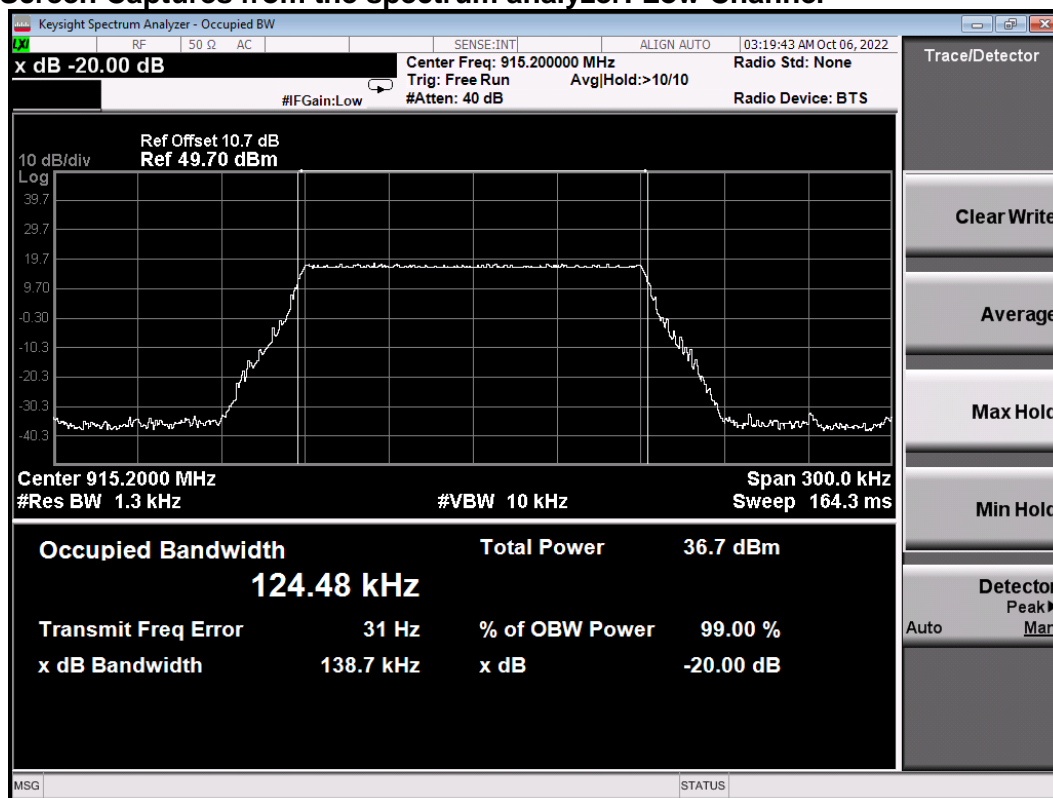 Screen Captures from the spectrum analyzer: Low Channel
Keysight Spectrum Analyzer - Occupied BW
LXI RF 50 Ω AC SENSE:INT ALIGN AUTO 03:19:43 AM Oct 06, 2022
x dB -20.00 dB
Center Freq: 915.200000 MHz
Radio Std: None
Trig: Free Run Avg|Hold:>10/10
#IFGain:Low #Atten: 40 dB Radio Device: BTS
Ref Offset 10.7 dB
10 dB/div Ref 49.70 dBm
Log
39.7
29.7
19.7
9.70
-0.30
-10.3
-20.3
-30.3
-40.3
Center 915.2000 MHz Span 300.0 kHz
#Res BW 1.3 kHz #VBW 10 kHz Sweep 164.3 ms
Occupied Bandwidth Total Power 36.7 dBm
124.48 kHz
Transmit Freq Error 31 Hz % of OBW Power 99.00 %
x dB Bandwidth 138.7 kHz x dB -20.00 dB
MSG STATUS
Trace/Detector
Clear Write
Average
Max Hold
Min Hold
Detector
Peak
Auto Man